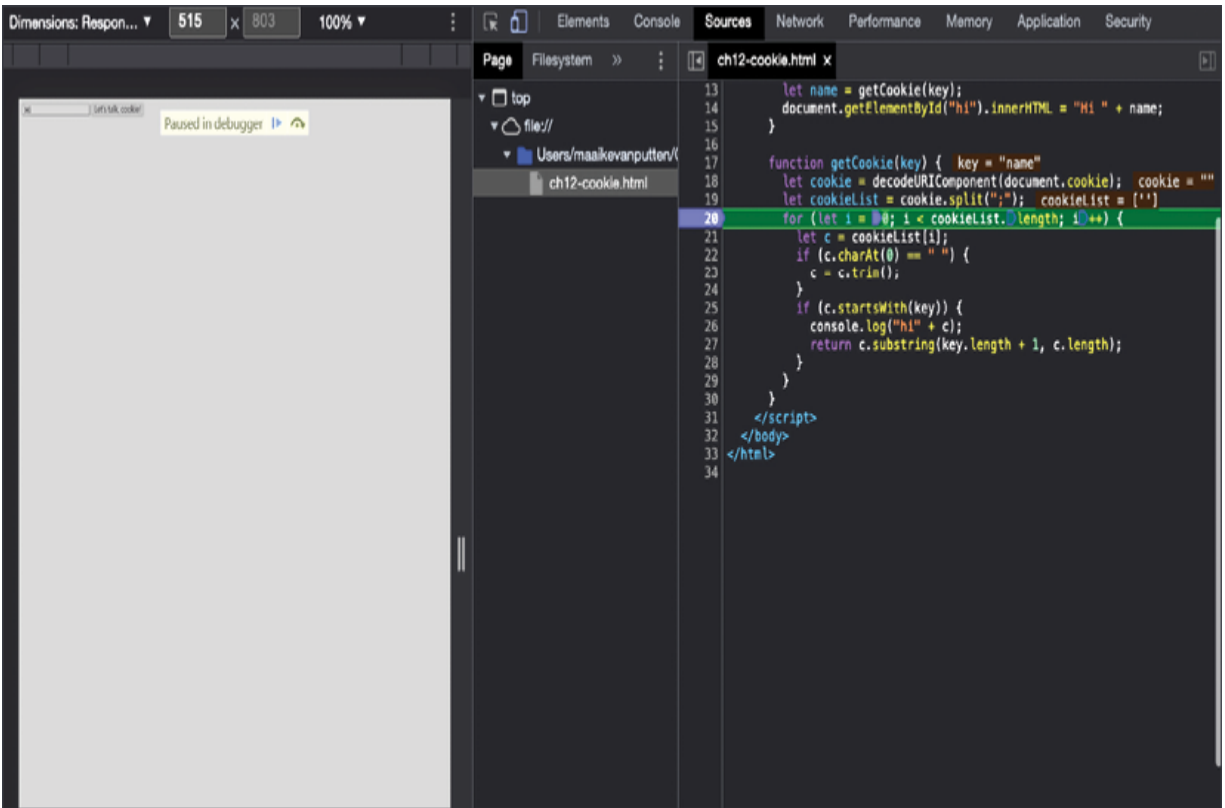 Dimensions: Respon... ▼ 515 x 803 100% ▼
Elements Console Sources Network Performance Memory Application Security
Page Filesystem »
ch12-cookie.html x
Let's talk, cookie!
Paused in debugger
top
file://
Users/maaikevanputten/
ch12-cookie.html
13 let name = getCookie(key);
14 document.getElementById("hi").innerHTML = "Hi " + name;
15 }
16
17 function getCookie(key) { key = "name"
18 let cookie = decodeURIComponent(document.cookie); cookie = ""
19 let cookieList = cookie.split(";"); cookieList = ['']
20 for (let i = 0; i < cookieList.length; i++) {
21 let c = cookieList[i];
22 if (c.charAt(0) == " ") {
23 c = c.trim();
24 }
25 if (c.startsWith(key)) {
26 console.log("hi" + c);
27 return c.substring(key.length + 1, c.length);
28 }
29 }
30 }
31 </script>
32 </body>
33 </html>
34